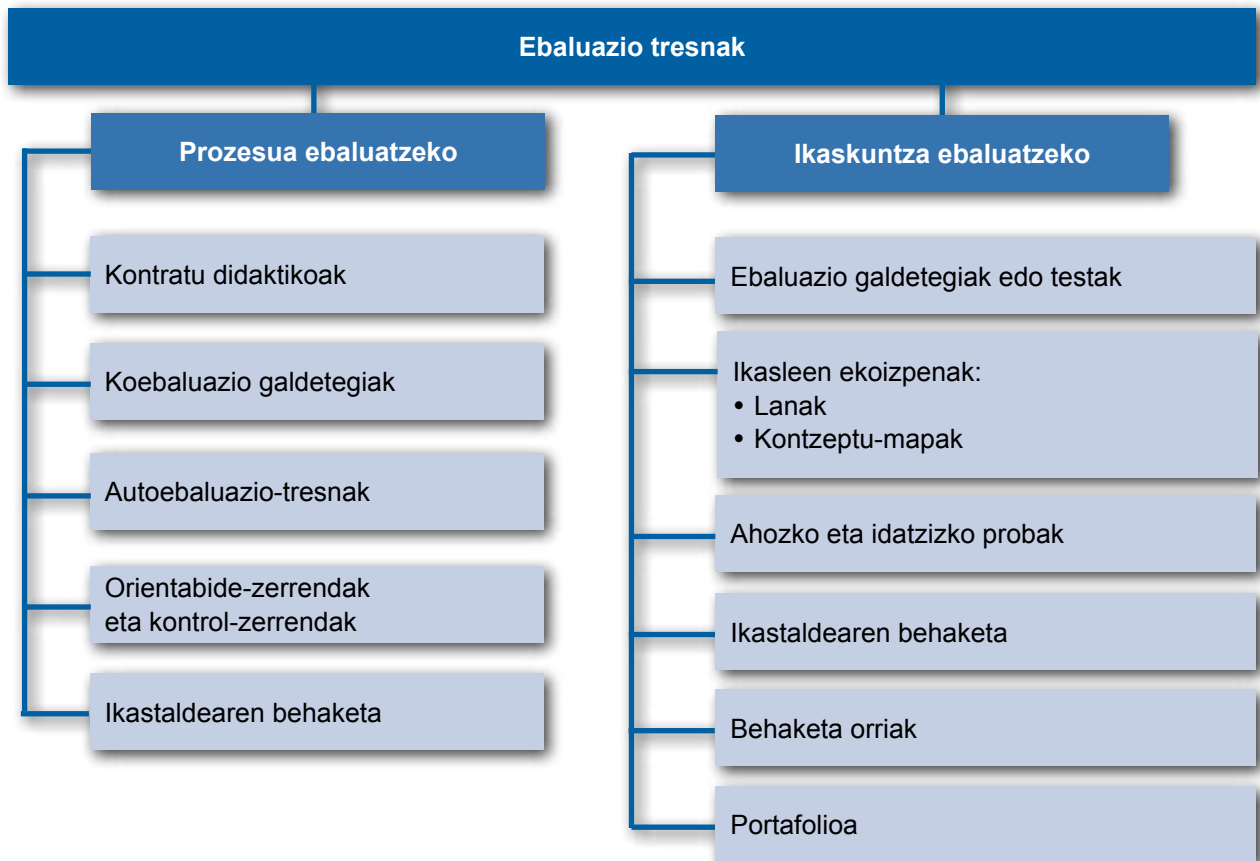 Ebaluazio tresnak
Prozesua ebaluatzeko
Kontratu didaktikoak
Koebaluazio galdetegiak
Autoebaluazio-tresnak
Orientabide-zerrendak
eta kontrol-zerrendak
Ikastaldearen behaketa
Ikaskuntza ebaluatzeko
Ebaluazio galdetegiak edo testak
Ikasleen ekoizpenak:
• Lanak
• Kontzeptu-mapak
Ahozko eta idatzizko probak
Ikastaldearen behaketa
Behaketa orriak
Portafolioa